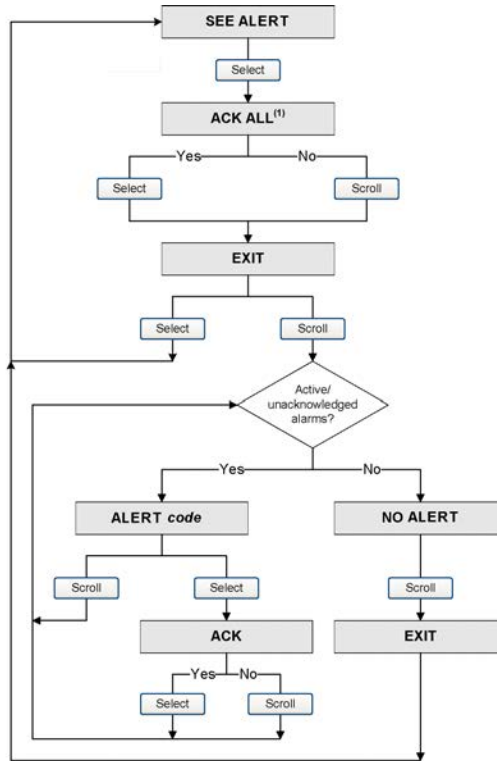 SEE ALERT
Select
ACK ALL(1)
Yes No
Select Scroll
EXIT
Select Scroll
Active/
unacknowledged
alarms?
Yes No
ALERT code NO ALERT
Scroll Select Scroll
ACK EXIT
Yes No
Select Scroll